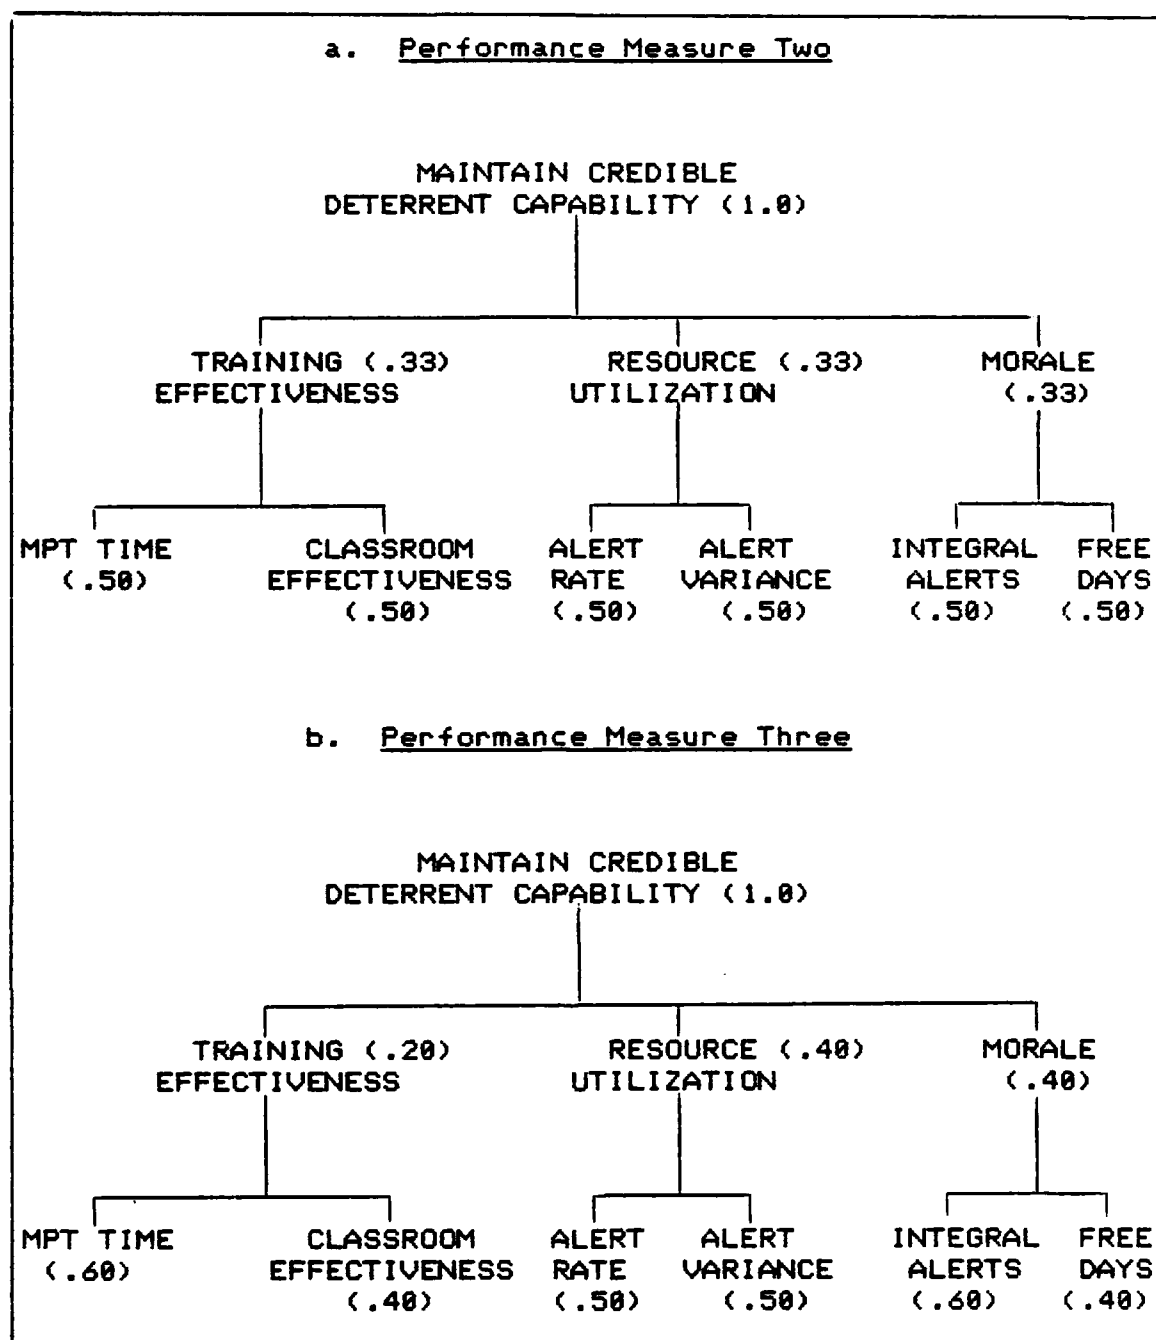 a. Performance Measure Two
MAINTAIN CREDIBLE
DETERRENT CAPABILITY (1.0)
TRAINING (.33) RESOURCE (.33) MORALE
EFFECTIVENESS UTILIZATION (.33)
MPT TIME CLASSROOM ALERT ALERT INTEGRAL FREE
(.50) EFFECTIVENESS RATE VARIANCE ALERTS DAYS
(.50) (.50) (.50) (.50) (.50)
b. Performance Measure Three
MAINTAIN CREDIBLE
DETERRENT CAPABILITY (1.0)
TRAINING (.20) RESOURCE (.40) MORALE
EFFECTIVENESS UTILIZATION (.40)
MPT TIME CLASSROOM ALERT ALERT INTEGRAL FREE
(.60) EFFECTIVENESS RATE VARIANCE ALERTS DAYS
(.40) (.50) (.50) (.60) (.40)